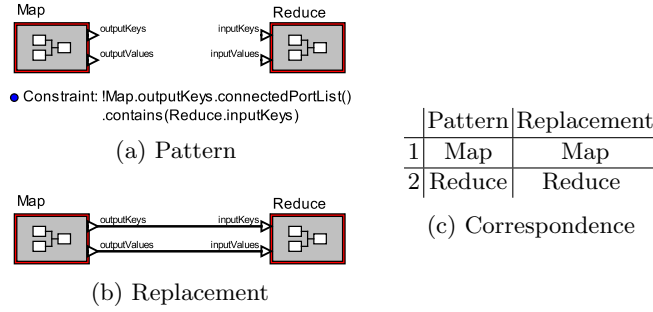 Map
Reduce
outputKeys
inputKeys
outputValues
inputValues
Constraint: !Map.outputKeys.connectedPortList()
.contains(Reduce.inputKeys)
(a) Pattern
Map
Reduce
outputKeys
inputKeys
outputValues
inputValues
(b) Replacement
Pattern Replacement
1 Map Map
2 Reduce Reduce
(c) Correspondence